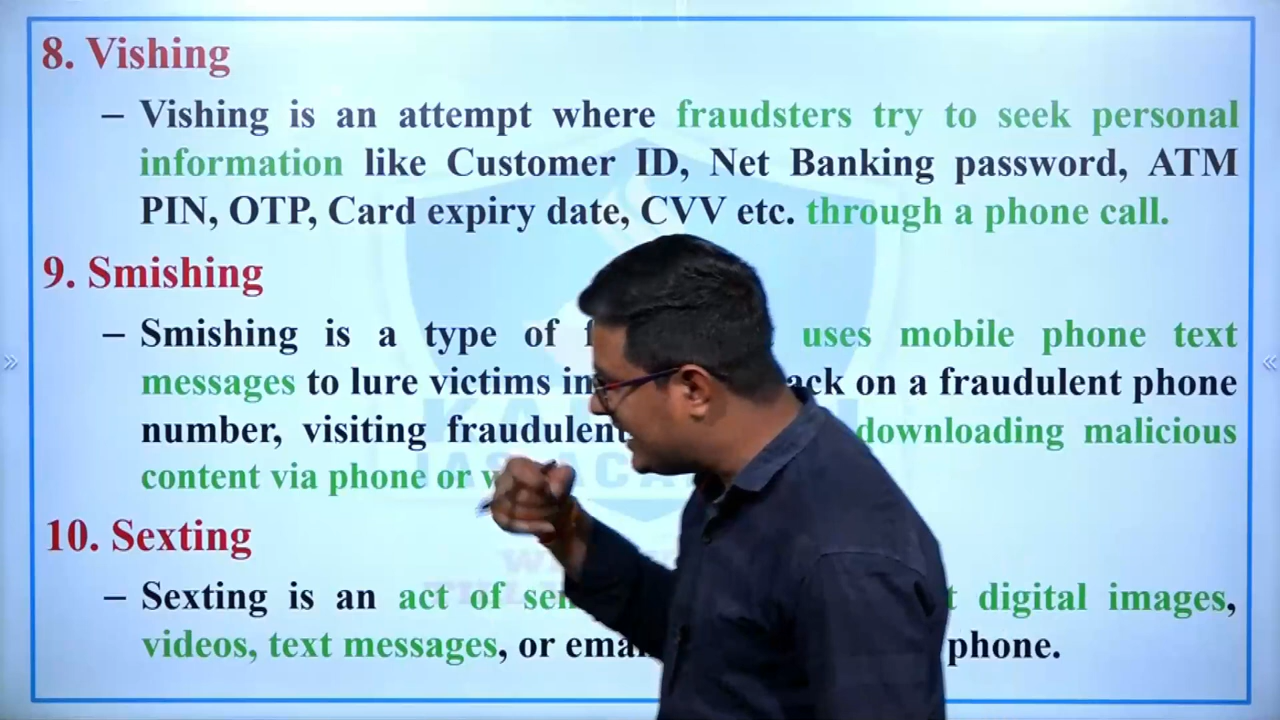 8. Vishing
– Vishing is an attempt where fraudsters try to seek personal
information like Customer ID, Net Banking password, ATM
PIN, OTP, Card expiry date, CVV etc. through a phone call.
9. Smishing
– Smishing is a type of uses mobile phone text
messages to lure victims on a fraudulent phone
number, visiting fraudulent downloading malicious
content via phone or
10. Sexting
– Sexting is an act of digital images,
videos, text messages, or phone.